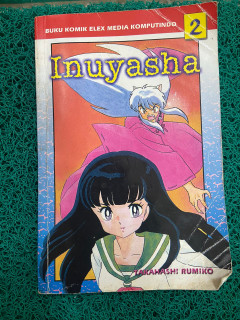 BUKU KOMIK ELEX MEDIA KOMPUTINDO
2
Inuyasha
TAKAHASHI RUMIKO